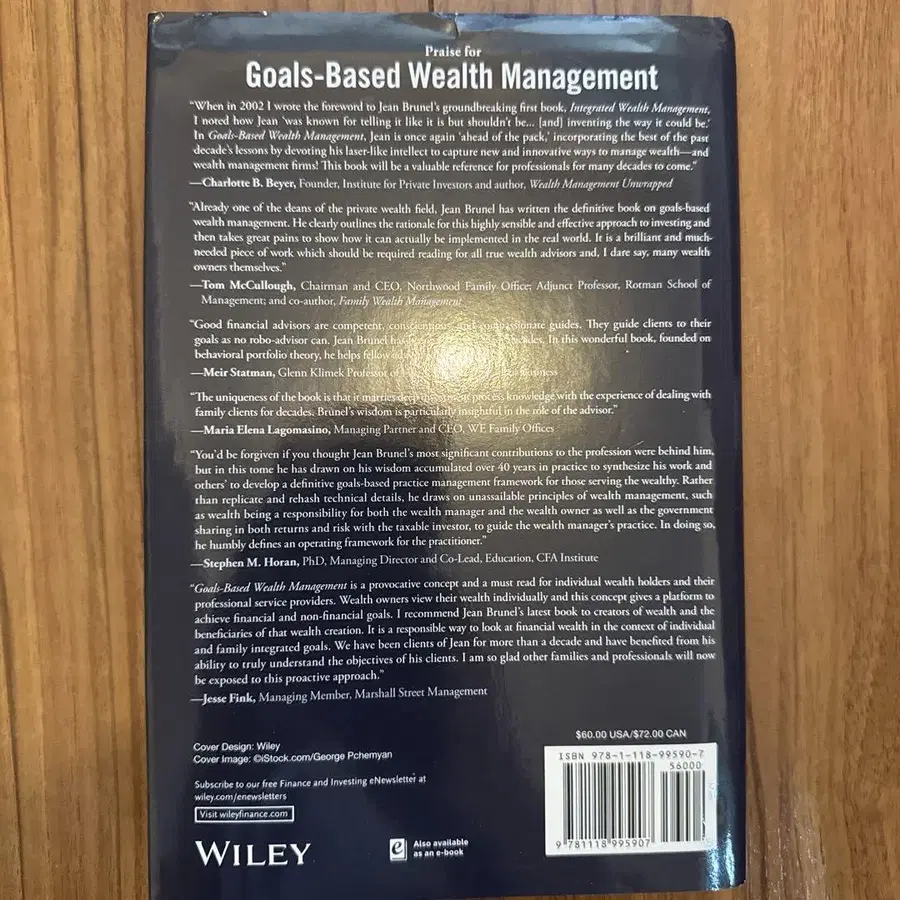 Praise for
Goals-Based Wealth Management
“When in 2002 I wrote the foreword to Jean Brunel’s groundbreaking first book, Integrated Wealth Management,
I noted how Jean ‘was known for telling it like it is but shouldn’t be... [and] inventing the way it could be.’
In Goals-Based Wealth Management, Jean is once again ‘ahead of the pack,’ incorporating the best of the past
decade’s lessons by devoting his laser-like intellect to capture new and innovative ways to manage wealth—and
wealth management firms! This book will be a valuable reference for professionals for many decades to come.”
—Charlotte B. Beyer, Founder, Institute for Private Investors and author, Wealth Management Unwrapped
“Already one of the deans of the private wealth field, Jean Brunel has written the definitive book on goals-based
wealth management. He clearly outlines the rationale for this highly sensible and effective approach to investing and
then takes great pains to show how it can actually be implemented in the real world. It is a brilliant and much-
needed piece of work which should be required reading for all true wealth advisors and, I dare say, many wealth
owners themselves.”
—Tom McCullough, Chairman and CEO, Northwood Family Office; Adjunct Professor, Rotman School of
Management; and co-author, Family Wealth Management
“Good financial advisors are competent, conscientious, and compassionate guides. They guide clients to their
goals as no robo-advisor can. Jean Brunel has decades. In this wonderful book, founded on
behavioral portfolio theory, he helps fellow
—Meir Statman, Glenn Klimek Professor of Business
“The uniqueness of the book is that it marries deep investment process knowledge with the experience of dealing with
family clients for decades. Brunel’s wisdom is particularly insightful in the role of the advisor.”
—Maria Elena Lagomasino, Managing Partner and CEO, WE Family Offices
“You’d be forgiven if you thought Jean Brunel’s most significant contributions to the profession were behind him,
but in this tome he has drawn on his wisdom accumulated over 40 years in practice to synthesize his work and
others’ to develop a definitive goals-based practice management framework for those serving the wealthy. Rather
than replicate and rehash technical details, he draws on unassailable principles of wealth management, such
as wealth being a responsibility for both the wealth manager and the wealth owner as well as the government
sharing in both returns and risk with the taxable investor, to guide the wealth manager’s practice. In doing so,
he humbly defines an operating framework for the practitioner.”
—Stephen M. Horan, PhD, Managing Director and Co-Lead, Education, CFA Institute
“Goals-Based Wealth Management is a provocative concept and a must read for individual wealth holders and their
professional service providers. Wealth owners view their wealth individually and this concept gives a platform to
achieve financial and non-financial goals. I recommend Jean Brunel’s latest book to creators of wealth and the
beneficiaries of that wealth creation. It is a responsible way to look at financial wealth in the context of individual
and family integrated goals. We have been clients of Jean for more than a decade and have benefited from his
ability to truly understand the objectives of his clients. I am so glad other families and professionals will now
be exposed to this proactive approach.”
—Jesse Fink, Managing Member, Marshall Street Management
$60.00 USA/$72.00 CAN
Cover Design: Wiley
Cover Image: ©iStock.com/George Pchemyan
ISBN 978-1-118-99590-7
56000
Subscribe to our free Finance and Investing eNewsletter at
wiley.com/enewsletters
Visit wileyfinance.com
WILEY
e
Also available
as an e-book
9 781118 995907